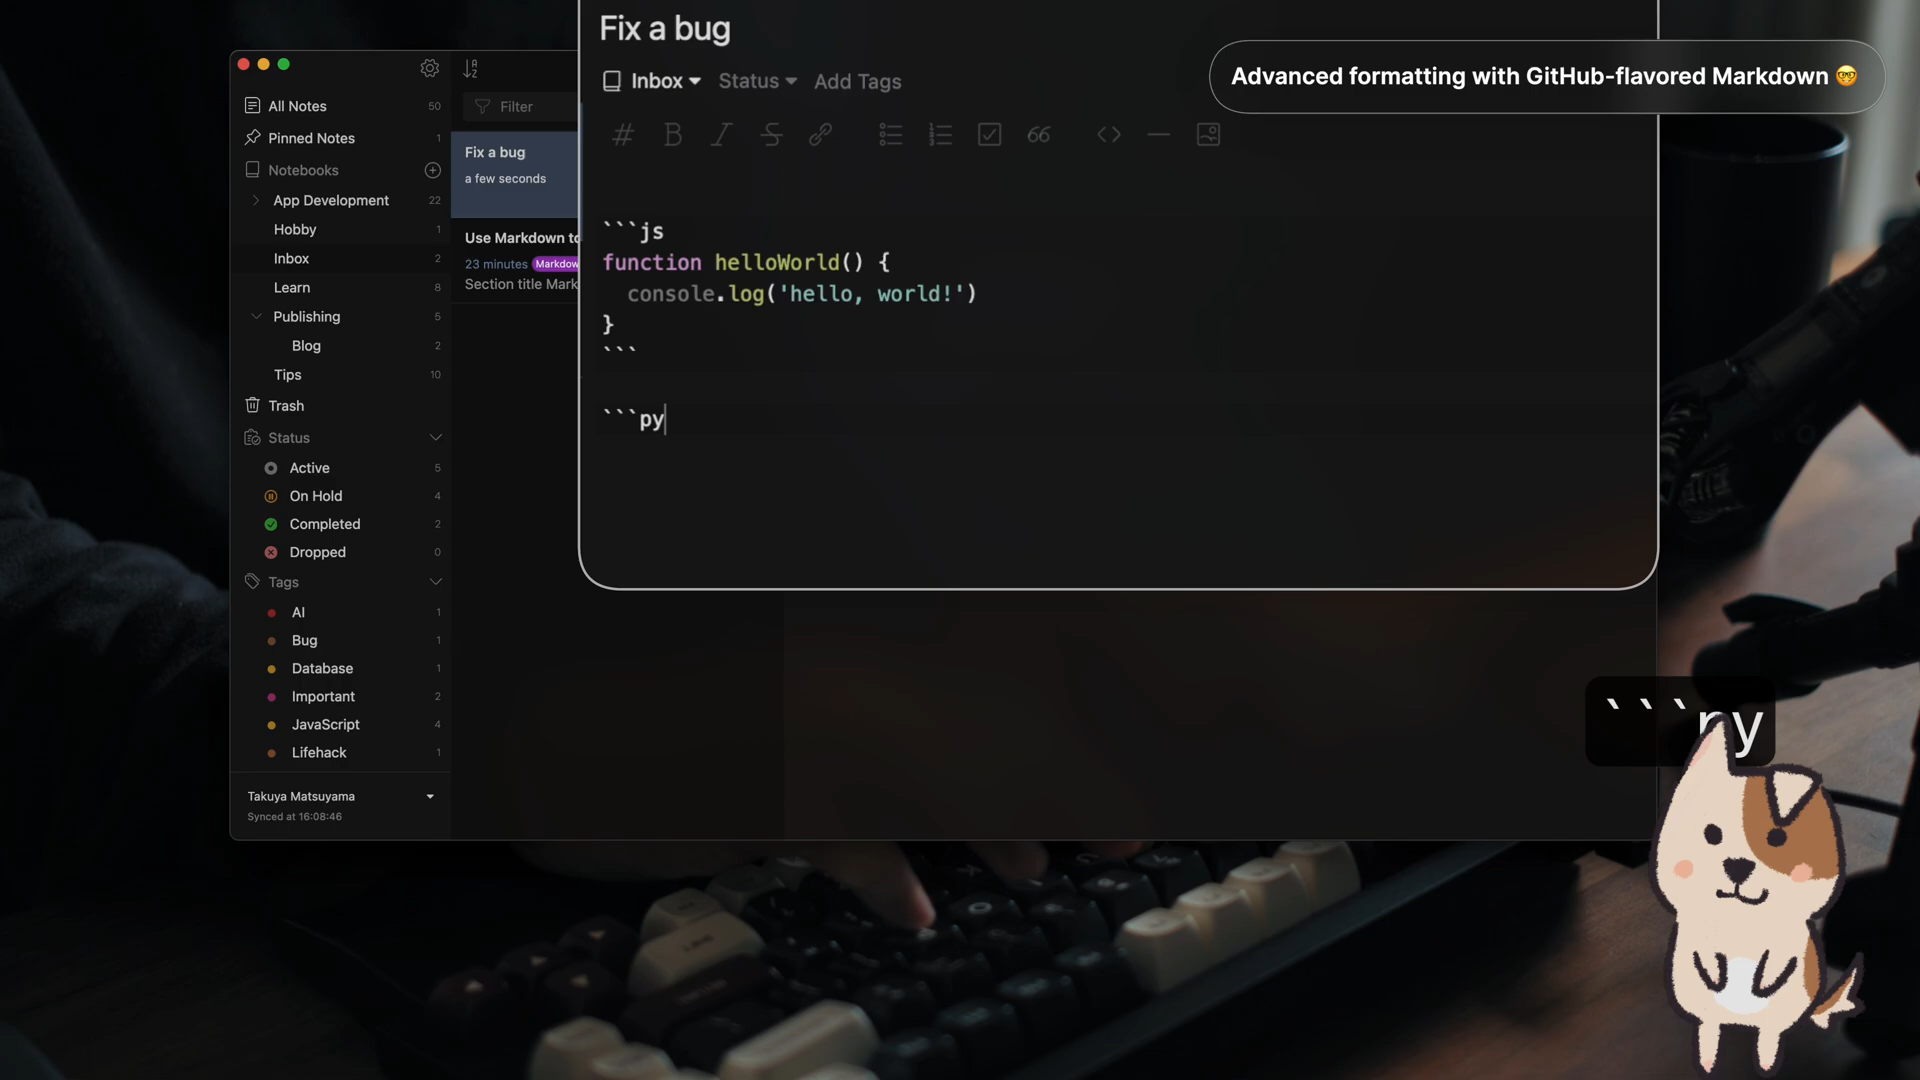 Fix a bug
Inbox Status Add Tags
Advanced formatting with GitHub-flavored Markdown 🤓
# B I S
66 <>
```js
function helloWorld() {
  console.log('hello, world!')
}
```
```py
All Notes 50
Pinned Notes 1
Notebooks
App Development 22
Hobby 1
Inbox 2
Learn 8
Publishing 5
Blog 2
Tips 10
Trash
Status
Active 5
On Hold 4
Completed 2
Dropped 0
Tags
AI 1
Bug 1
Database 1
Important 2
JavaScript 4
Lifehack 1
Takuya Matsuyama
Synced at 16:08:46
Filter
Fix a bug
a few seconds
Use Markdown to
23 minutes Markdow
Section title Mark
```py